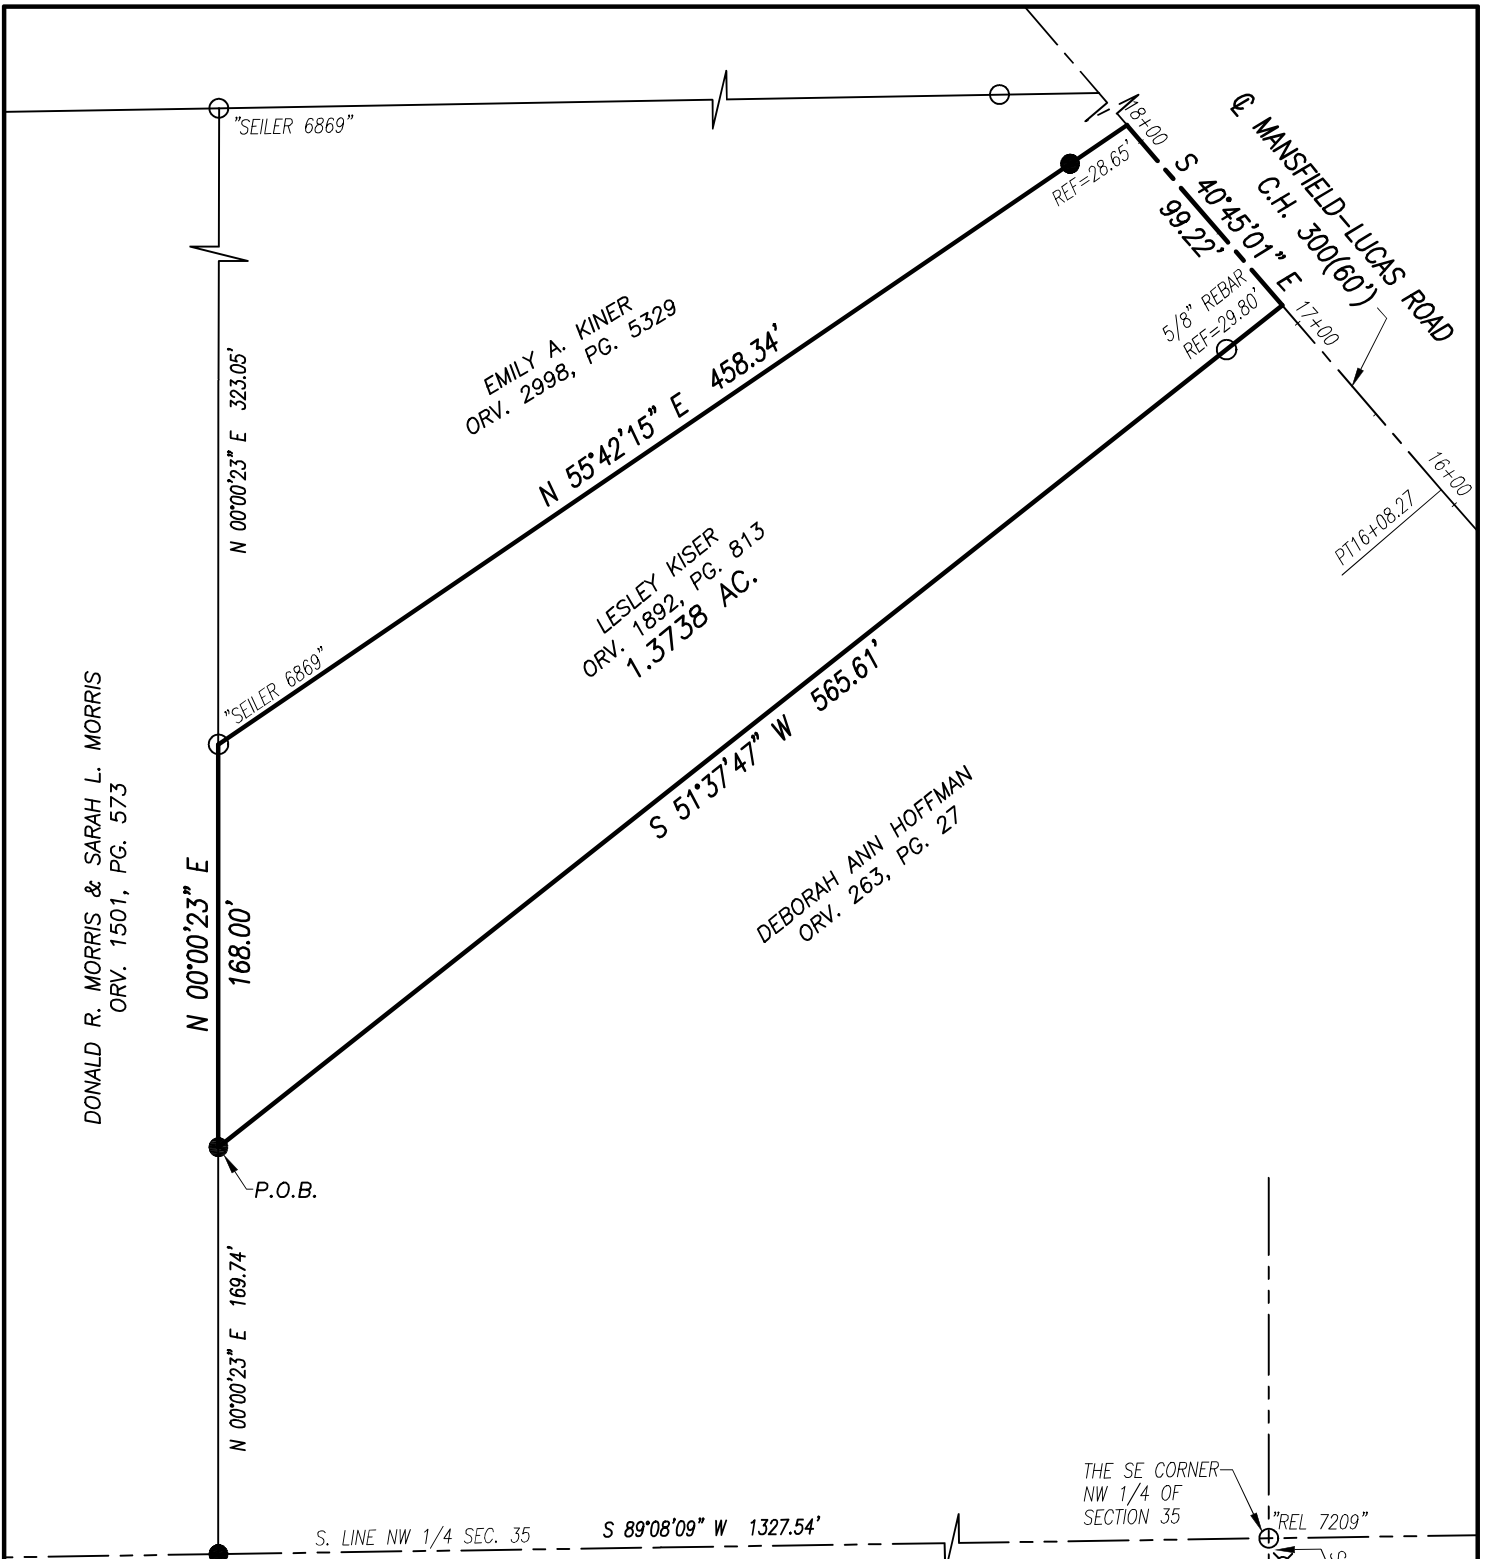 "SEILER 6869"
18+00
℄ MANSFIELD-LUCAS ROAD
C.H. 300(60')
REF=28.65'
S 40°45'01" E
99.22'
5/8" REBAR
REF=29.80'
17+00
16+00
PT16+08.27
N 00°00'23" E 323.05'
EMILY A. KINER
ORV. 2998, PG. 5329
N 55°42'15" E 458.34'
LESLEY KISER
ORV. 1892, PG. 813
1.3738 AC.
"SEILER 6869"
S 51°37'47" W 565.61'
DONALD R. MORRIS & SARAH L. MORRIS
ORV. 1501, PG. 573
N 00°00'23" E
168.00'
DEBORAH ANN HOFFMAN
ORV. 263, PG. 27
P.O.B.
N 00°00'23" E 169.74'
THE SE CORNER
NW 1/4 OF
SECTION 35
"REL 7209"
S. LINE NW 1/4 SEC. 35
S 89°08'09" W 1327.54'